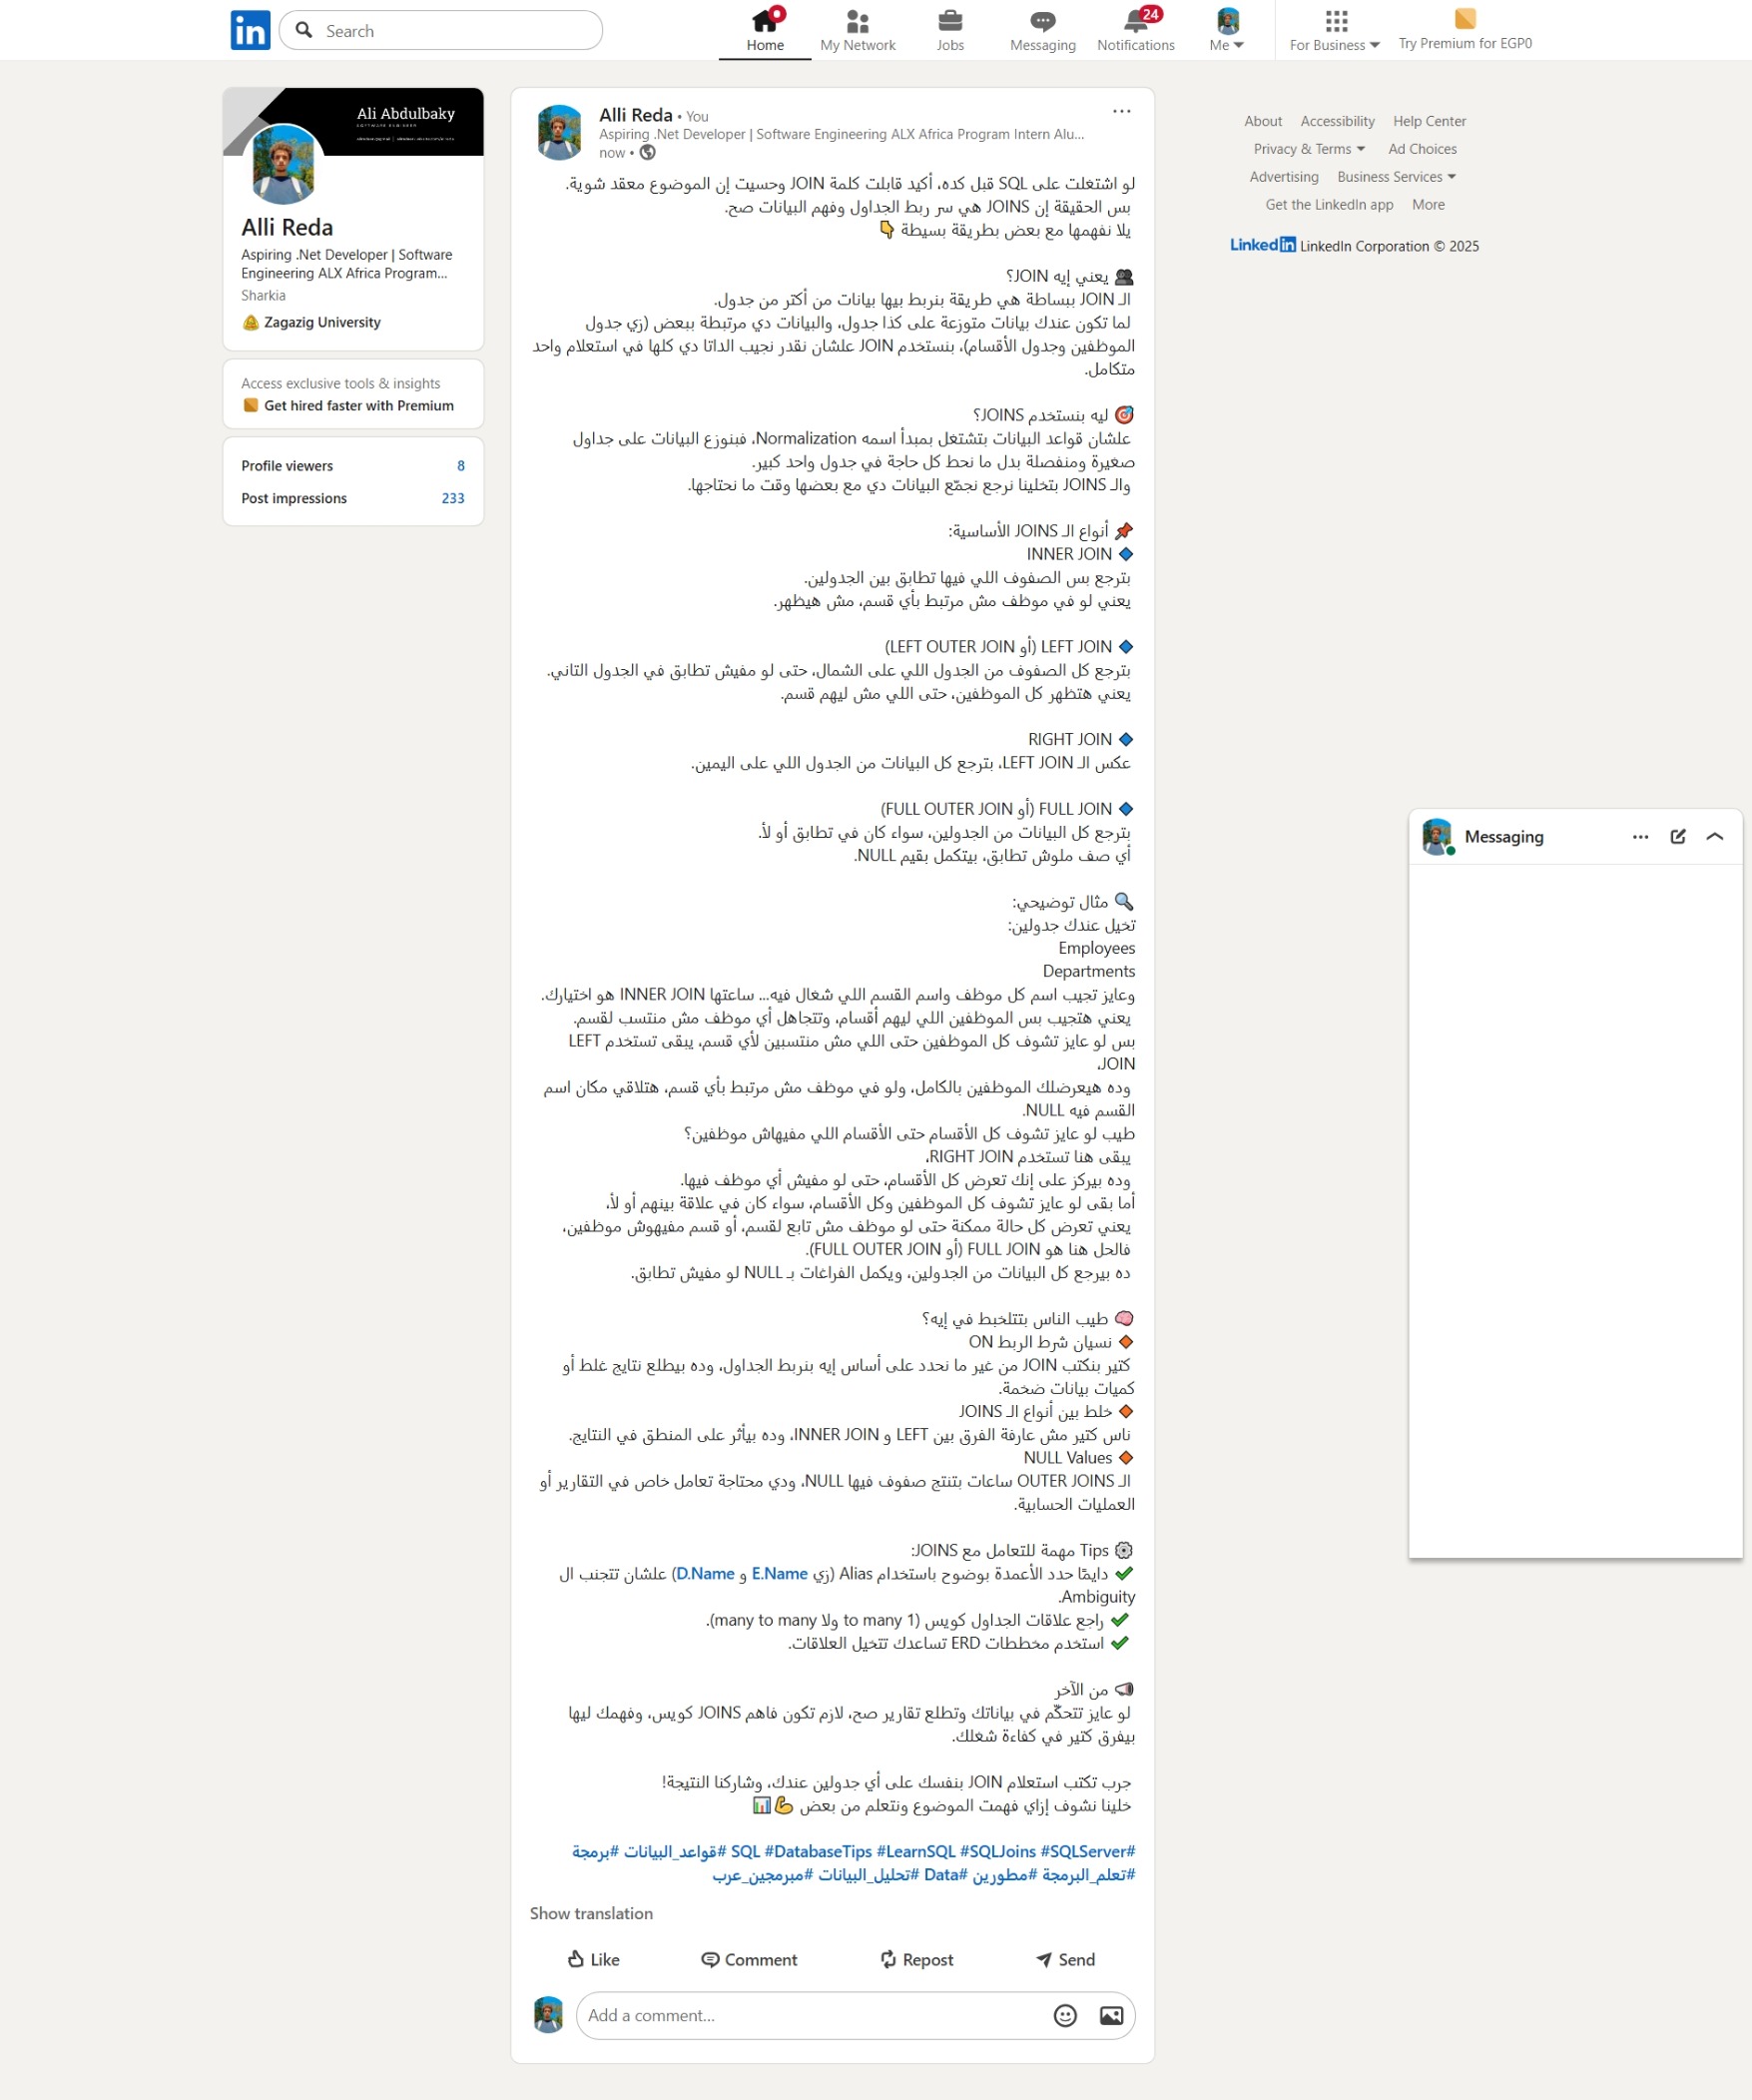 in
Search
Home
My Network
Jobs
Messaging
24
Notifications
Me
For Business
Try Premium for EGP0
Ali Abdulbaky
SOFTWARE ENGINEER
Alli Reda
Aspiring .Net Developer | Software
Engineering ALX Africa Program...
Sharkia
Zagazig University
Access exclusive tools & insights
Get hired faster with Premium
Profile viewers 8
Post impressions 233
Alli Reda • You
Aspiring .Net Developer | Software Engineering ALX Africa Program Intern Alu...
now •
لو اشتغلت على SQL قبل كده، أكيد قابلت كلمة JOIN وحسيت إن الموضوع معقد شوية.
بس الحقيقة إن JOINS هي سر ربط الجداول وفهم البيانات صح.
يلا نفهمها مع بعض بطريقة بسيطة 👇
👥 يعني إيه JOIN؟
الـ JOIN ببساطة هي طريقة بنربط بيها بيانات من أكتر من جدول.
لما تكون عندك بيانات متوزعة على كذا جدول، والبيانات دي مرتبطة ببعض (زي جدول
الموظفين وجدول الأقسام)، بنستخدم JOIN علشان نقدر نجيب الداتا دي كلها في استعلام واحد
متكامل.
🎯 ليه بنستخدم JOINS؟
علشان قواعد البيانات بتشتغل بمبدأ اسمه Normalization، فبنوزع البيانات على جداول
صغيرة ومنفصلة بدل ما نحط كل حاجة في جدول واحد كبير.
والـ JOINS بتخلينا نرجع نجمّع البيانات دي مع بعضها وقت ما نحتاجها.
📌 أنواع الـ JOINS الأساسية:
🔷 INNER JOIN
بترجع بس الصفوف اللي فيها تطابق بين الجدولين.
يعني لو في موظف مش مرتبط بأي قسم، مش هيظهر.
🔷 LEFT JOIN (أو LEFT OUTER JOIN)
بترجع كل الصفوف من الجدول اللي على الشمال، حتى لو مفيش تطابق في الجدول التاني.
يعني هتظهر كل الموظفين، حتى اللي مش ليهم قسم.
🔷 RIGHT JOIN
عكس الـ LEFT JOIN، بترجع كل البيانات من الجدول اللي على اليمين.
🔷 FULL JOIN (أو FULL OUTER JOIN)
بترجع كل البيانات من الجدولين، سواء كان في تطابق أو لأ.
أي صف ملوش تطابق، بيتكمل بقيم NULL.
🔍 مثال توضيحي:
تخيل عندك جدولين:
Employees
Departments
وعايز تجيب اسم كل موظف واسم القسم اللي شغال فيه... ساعتها INNER JOIN هو اختيارك.
يعني هتجيب بس الموظفين اللي ليهم أقسام، وتتجاهل أي موظف مش منتسب لقسم.
بس لو عايز تشوف كل الموظفين حتى اللي مش منتسبين لأي قسم، يبقى تستخدم LEFT
JOIN،
وده هيعرضلك الموظفين بالكامل، ولو في موظف مش مرتبط بأي قسم، هتلاقي مكان اسم
القسم فيه NULL.
طيب لو عايز تشوف كل الأقسام حتى الأقسام اللي مفيهاش موظفين؟
يبقى هنا تستخدم RIGHT JOIN،
وده بيركز على إنك تعرض كل الأقسام، حتى لو مفيش أي موظف فيها.
أما بقى لو عايز تشوف كل الموظفين وكل الأقسام، سواء كان في علاقة بينهم أو لأ،
يعني تعرض كل حالة ممكنة حتى لو موظف مش تابع لقسم، أو قسم مفيهوش موظفين،
فالحل هنا هو FULL JOIN (أو FULL OUTER JOIN).
ده بيرجع كل البيانات من الجدولين، ويكمل الفراغات بـ NULL لو مفيش تطابق.
🧠 طيب الناس بتتلخبط في إيه؟
🔶 نسيان شرط الربط ON
كتير بنكتب JOIN من غير ما نحدد على أساس إيه بنربط الجداول، وده بيطلع نتايج غلط أو
كميات بيانات ضخمة.
🔶 خلط بين أنواع الـ JOINS
ناس كتير مش عارفة الفرق بين LEFT و INNER JOIN، وده بيأثر على المنطق في النتايج.
🔶 NULL Values
الـ OUTER JOINS ساعات بتنتج صفوف فيها NULL، ودي محتاجة تعامل خاص في التقارير أو
العمليات الحسابية.
⚙️ Tips مهمة للتعامل مع JOINS:
✔️ دايمًا حدد الأعمدة بوضوح باستخدام Alias (زي E.Name و D.Name) علشان تتجنب ال
Ambiguity.
✔️ راجع علاقات الجداول كويس (1 to many ولا many to many).
✔️ استخدم مخططات ERD تساعدك تتخيل العلاقات.
📢 من الآخر
لو عايز تتحكّم في بياناتك وتطلع تقارير صح، لازم تكون فاهم JOINS كويس، وفهمك ليها
بيفرق كتير في كفاءة شغلك.
جرب تكتب استعلام JOIN بنفسك على أي جدولين عندك، وشاركنا النتيجة!
خلينا نشوف إزاي فهمت الموضوع ونتعلم من بعض 💪📊
#SQL #DatabaseTips #LearnSQL #SQLJoins #SQLServer #قواعد_البيانات #برمجة
#تعلم_البرمجة #مطورين #Data #تحليل_البيانات #مبرمجين_عرب
Show translation
Like
Comment
Repost
Send
Add a comment...
About
Accessibility
Help Center
Privacy & Terms
Ad Choices
Advertising
Business Services
Get the LinkedIn app
More
LinkedIn LinkedIn Corporation © 2025
Messaging